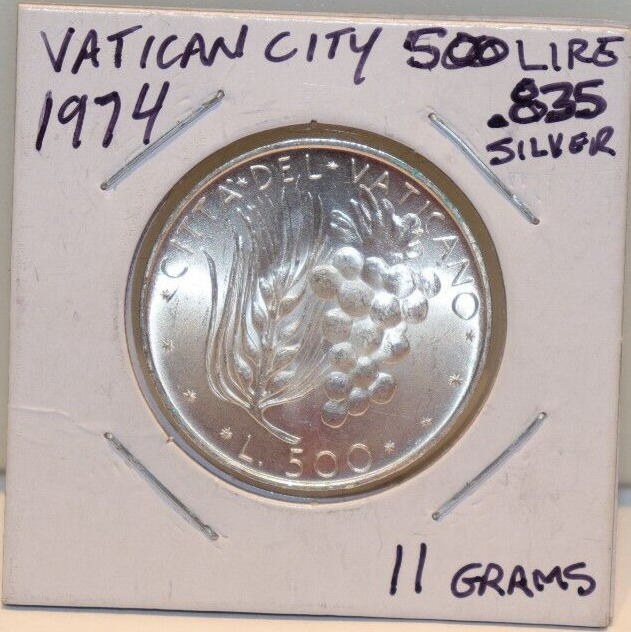 VATICAN CITY 500 LIRE
1974 .835
SILVER
CITTA * DEL * VATICANO
L. 500
11 GRAMS